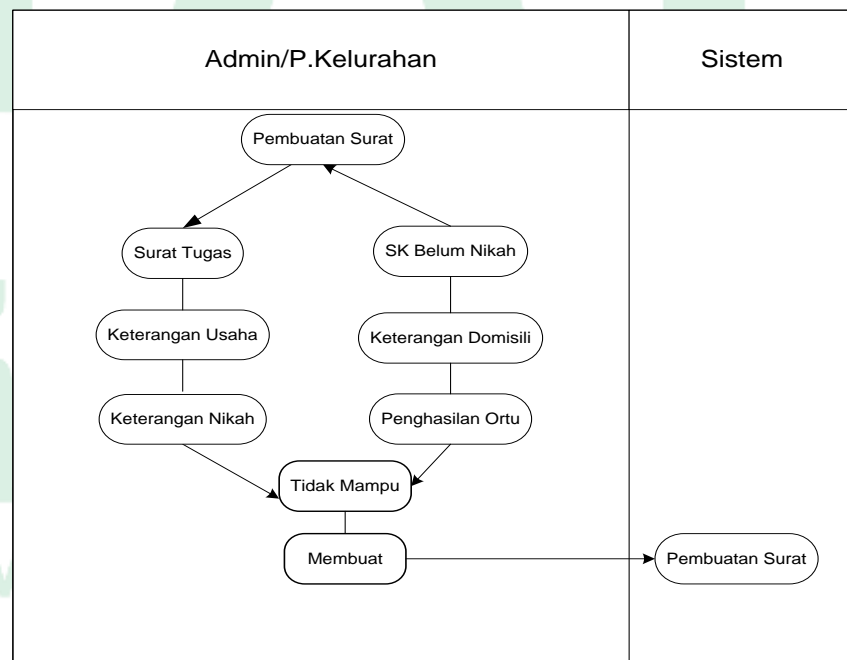 Admin/P.Kelurahan
Sistem
Pembuatan Surat
Surat Tugas
SK Belum Nikah
Keterangan Usaha
Keterangan Domisili
Keterangan Nikah
Penghasilan Ortu
Tidak Mampu
Membuat
Pembuatan Surat